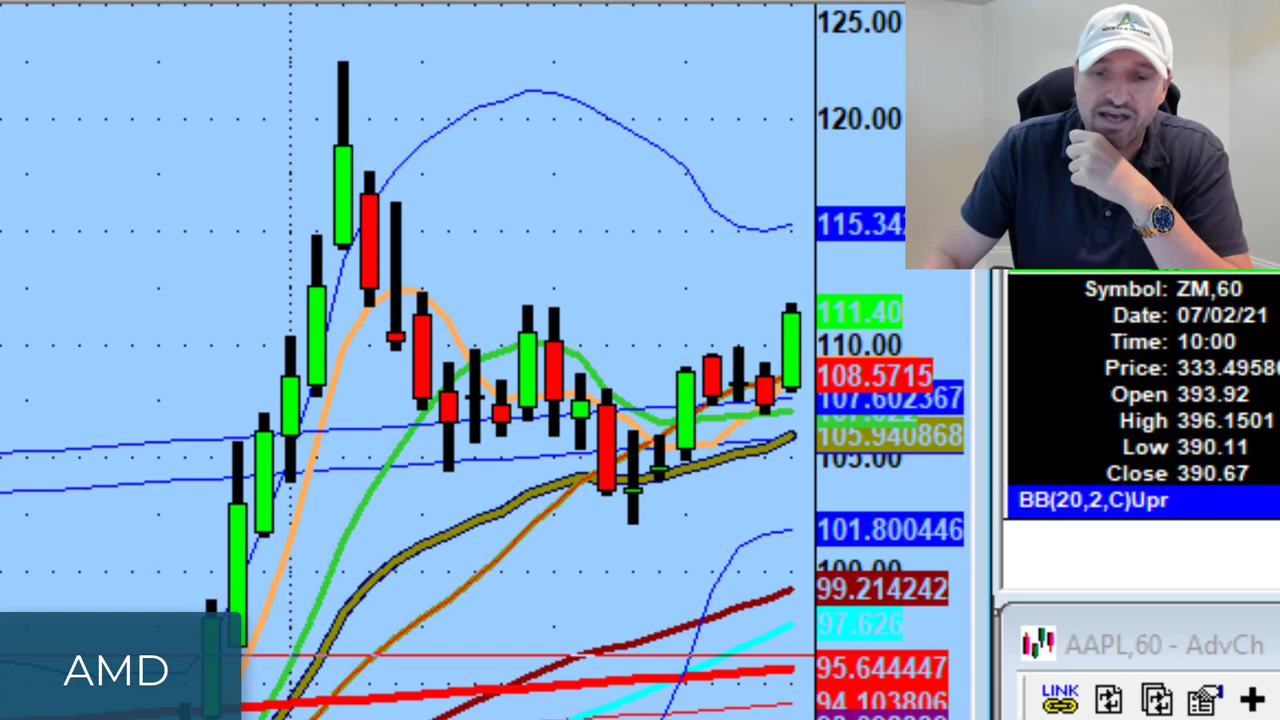 125.00
120.00
115.34
111.40
110.00
108.5715
107.602367
105.940868
105.00
101.800446
100.00
99.214242
97.626
95.644447
94.103806
Symbol: ZM,60
Date: 07/02/21
Time: 10:00
Price: 333.4958
Open 393.92
High 396.1501
Low 390.11
Close 390.67
BB(20,2,C)Upr
AAPL,60 - AdvCh
LINK
AMD